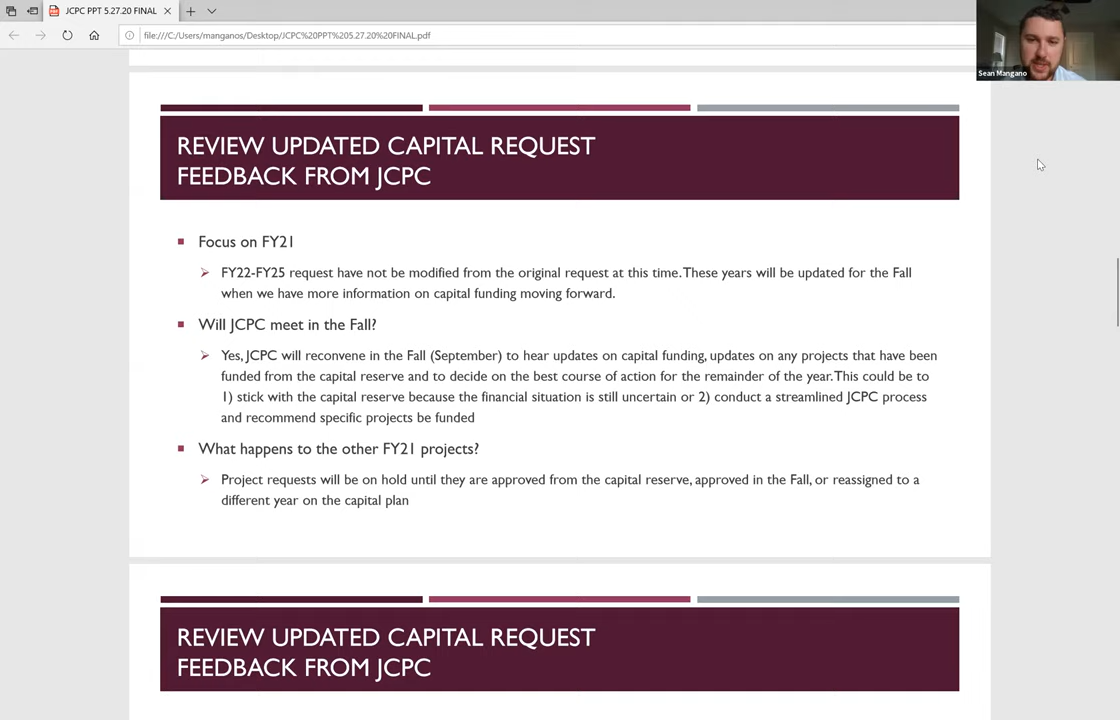 JCPC PPT 5.27.20 FINAL
file:///C:/Users/manganos/Desktop/JCPC%20PPT%205.27.20%20FINAL.pdf
Sean Mangano
REVIEW UPDATED CAPITAL REQUEST
FEEDBACK FROM JCPC
Focus on FY21
FY22-FY25 request have not be modified from the original request at this time. These years will be updated for the Fall
when we have more information on capital funding moving forward.
Will JCPC meet in the Fall?
Yes, JCPC will reconvene in the Fall (September) to hear updates on capital funding, updates on any projects that have been
funded from the capital reserve and to decide on the best course of action for the remainder of the year. This could be to
1) stick with the capital reserve because the financial situation is still uncertain or 2) conduct a streamlined JCPC process
and recommend specific projects be funded
What happens to the other FY21 projects?
Project requests will be on hold until they are approved from the capital reserve, approved in the Fall, or reassigned to a
different year on the capital plan
REVIEW UPDATED CAPITAL REQUEST
FEEDBACK FROM JCPC